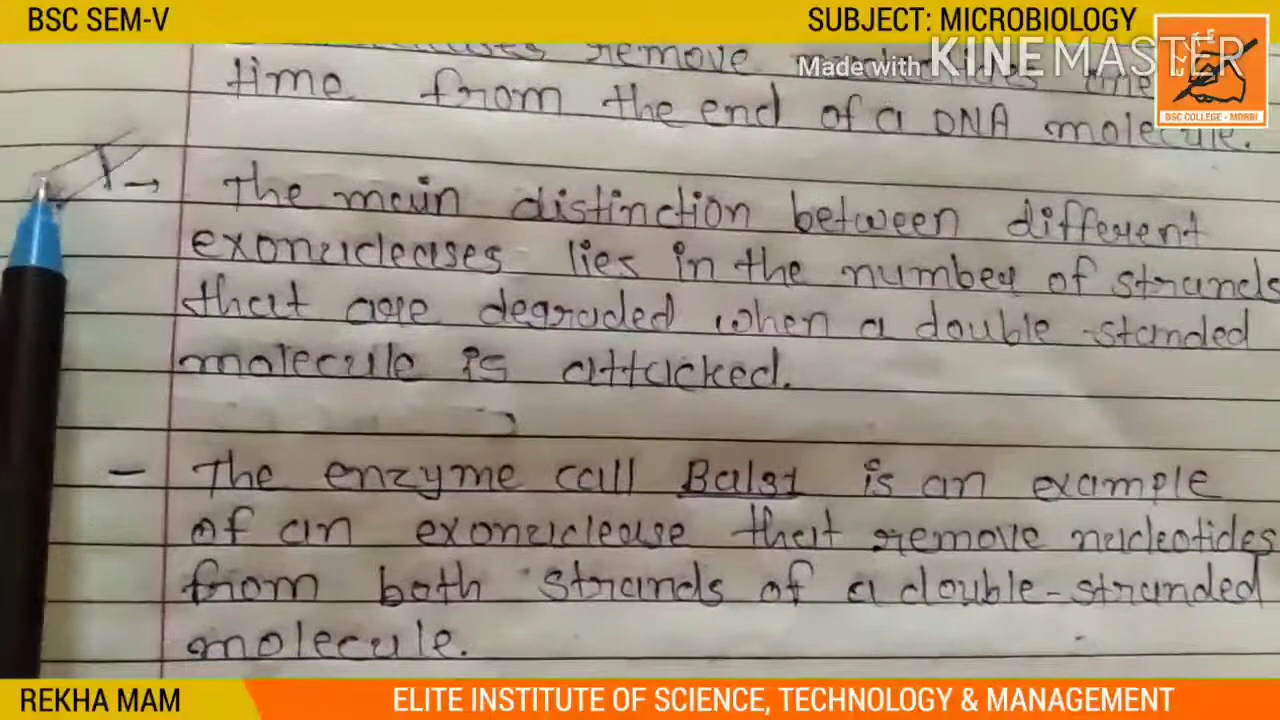 BSC SEM-V
SUBJECT: MICROBIOLOGY
Made with KINEMASTER
BSC COLLEGE - MORBI
remove
time from the end of a DNA molecule.
→ The main distinction between different
exonucleases lies in the number of strands
that are degraded when a double-standed
molecule is attacked.
- The enzyme call Bal31 is an example
of an exonuclease that remove nucleotides
from both strands of a double-stranded
molecule.
REKHA MAM
ELITE INSTITUTE OF SCIENCE, TECHNOLOGY & MANAGEMENT